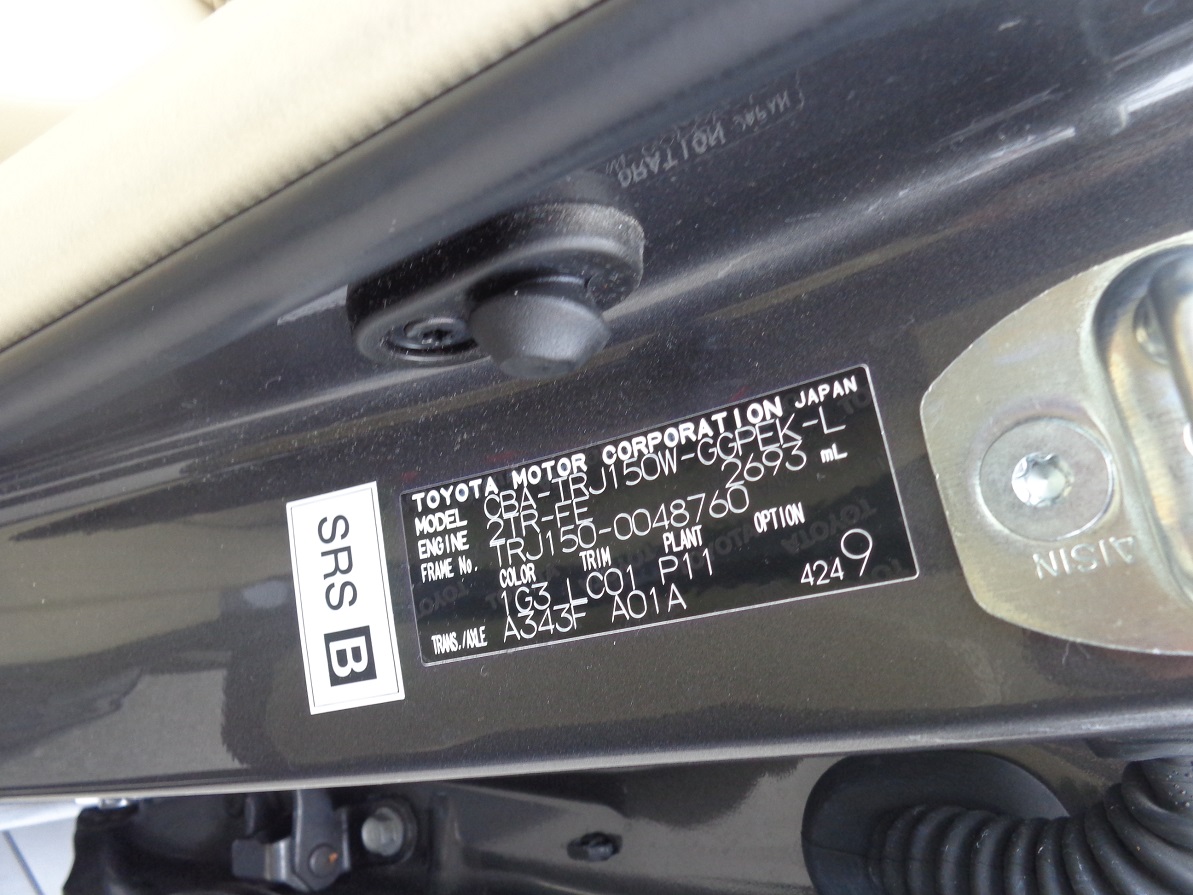 TOYOTA MOTOR CORPORATION JAPAN
MODEL CBA-TRJ150W-GGPEK-L
ENGINE 2TR-FE 2693 mL
FRAME No. TRJ150-0048760
COLOR TRIM PLANT OPTION
1G3 LC01 P11
TRANS./AXLE A343F A01A 4249
SRS B
AISIN